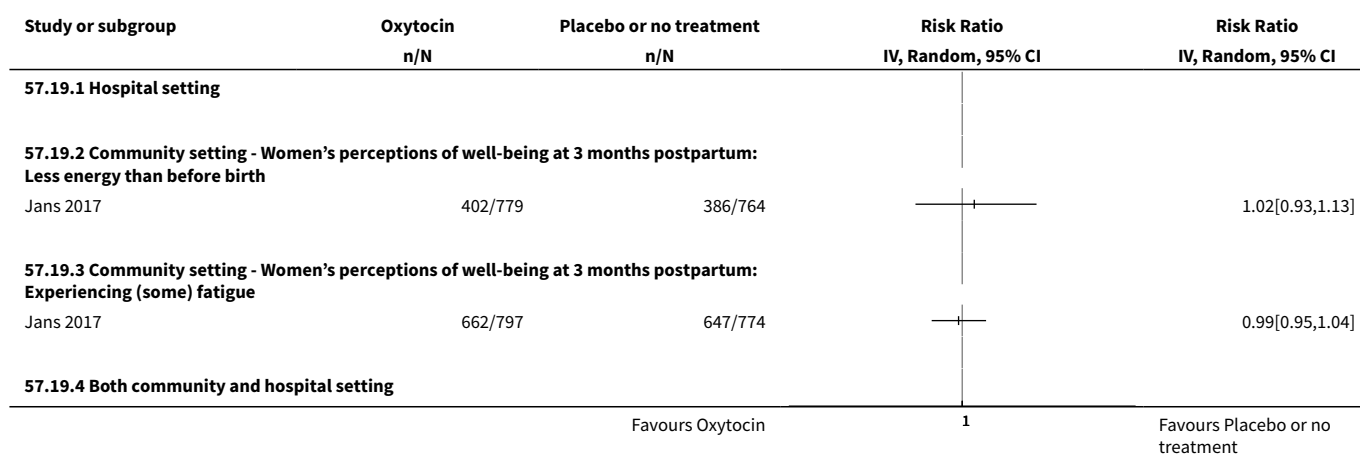 Study or subgroup Oxytocin Placebo or no treatment Risk Ratio Risk Ratio
n/N n/N IV, Random, 95% CI IV, Random, 95% CI
57.19.1 Hospital setting
57.19.2 Community setting - Women’s perceptions of well-being at 3 months postpartum:
Less energy than before birth
Jans 2017 402/779 386/764 1.02[0.93,1.13]
57.19.3 Community setting - Women’s perceptions of well-being at 3 months postpartum:
Experiencing (some) fatigue
Jans 2017 662/797 647/774 0.99[0.95,1.04]
57.19.4 Both community and hospital setting
Favours Oxytocin 1 Favours Placebo or no
treatment